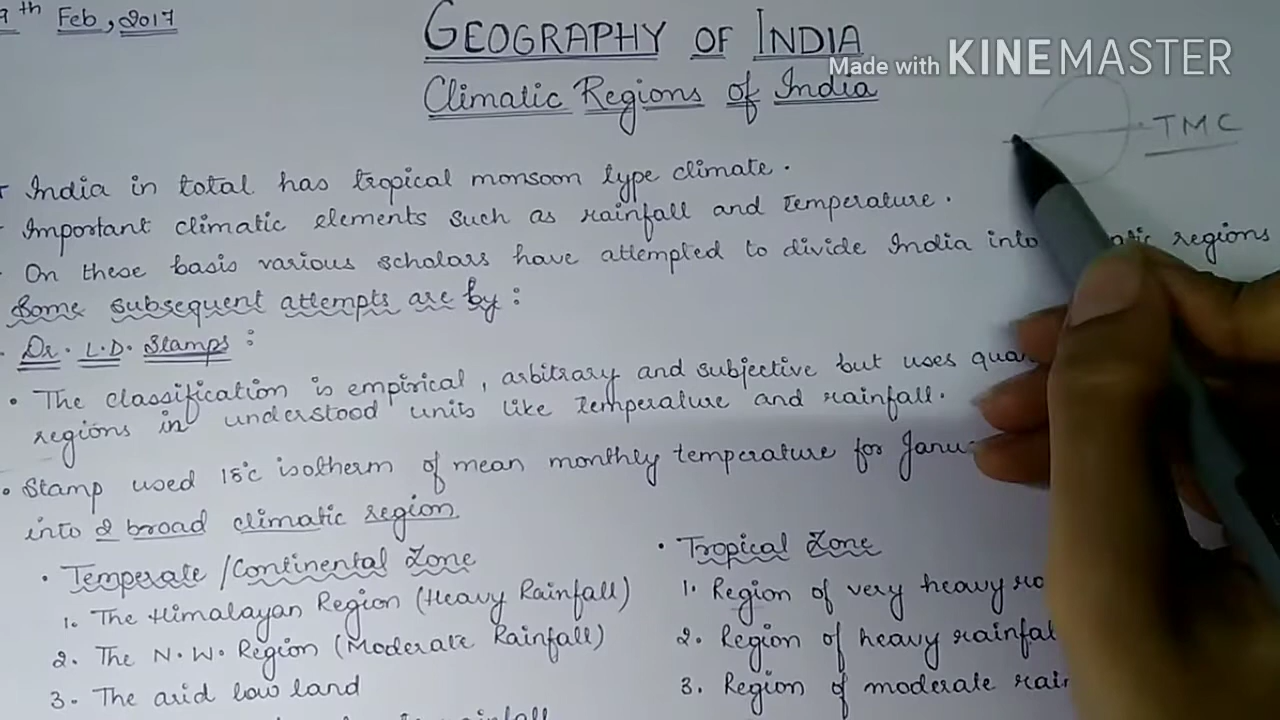 9th Feb, 2017
GEOGRAPHY OF INDIA
Made with KINEMASTER
Climatic Regions of India
TMC
India in total has tropical monsoon type climate.
Important climatic elements such as rainfall and temperature.
On these basis various scholars have attempted to divide India into regions
Some subsequent attempts are by:
Dr. L.D. Stamps:
• The classification is empirical, arbitrary and subjective but uses
regions in understood units like temperature and rainfall.
• Stamp used 18°C isotherm of mean monthly temperature for
into 2 broad climatic region
• Temperate / Continental Zone
1. The Himalayan Region (Heavy Rainfall)
2. The N.W. Region (Moderate Rainfall)
3. The arid low land
• Tropical Zone
1. Region of very heavy
2. Region of heavy
3. Region of moderate